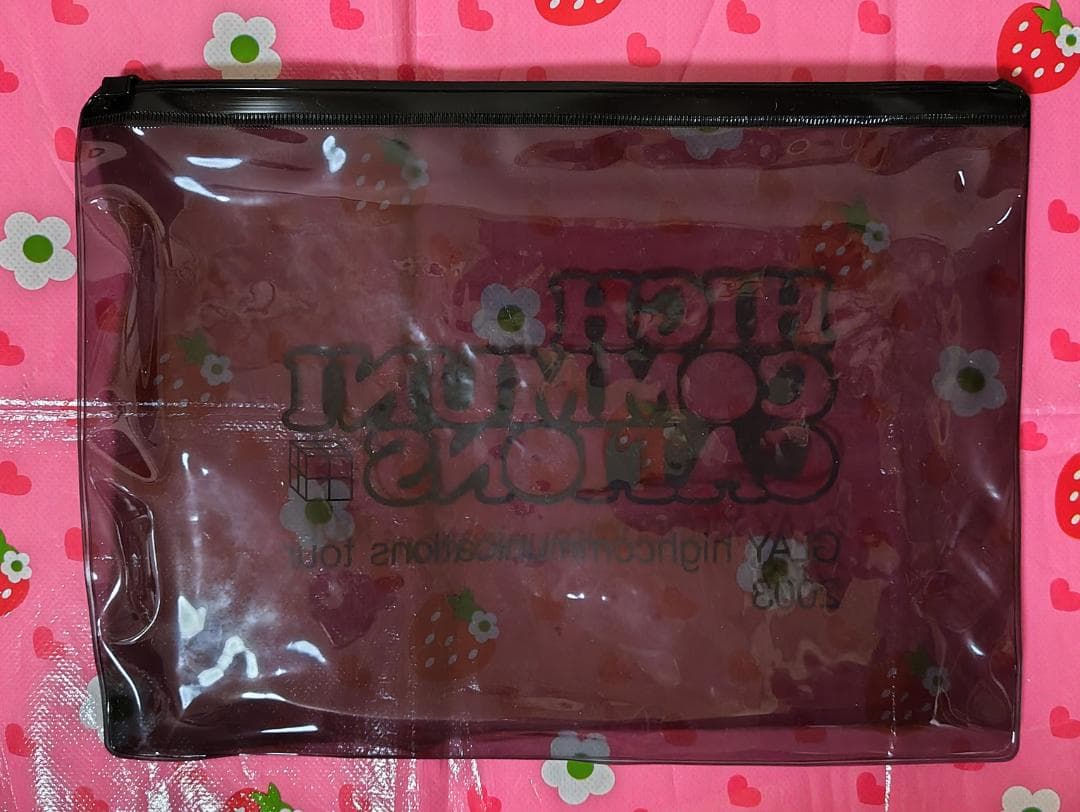 HIGH
COMMUNI
CATIONS
GLAY highcommunications tour
2003